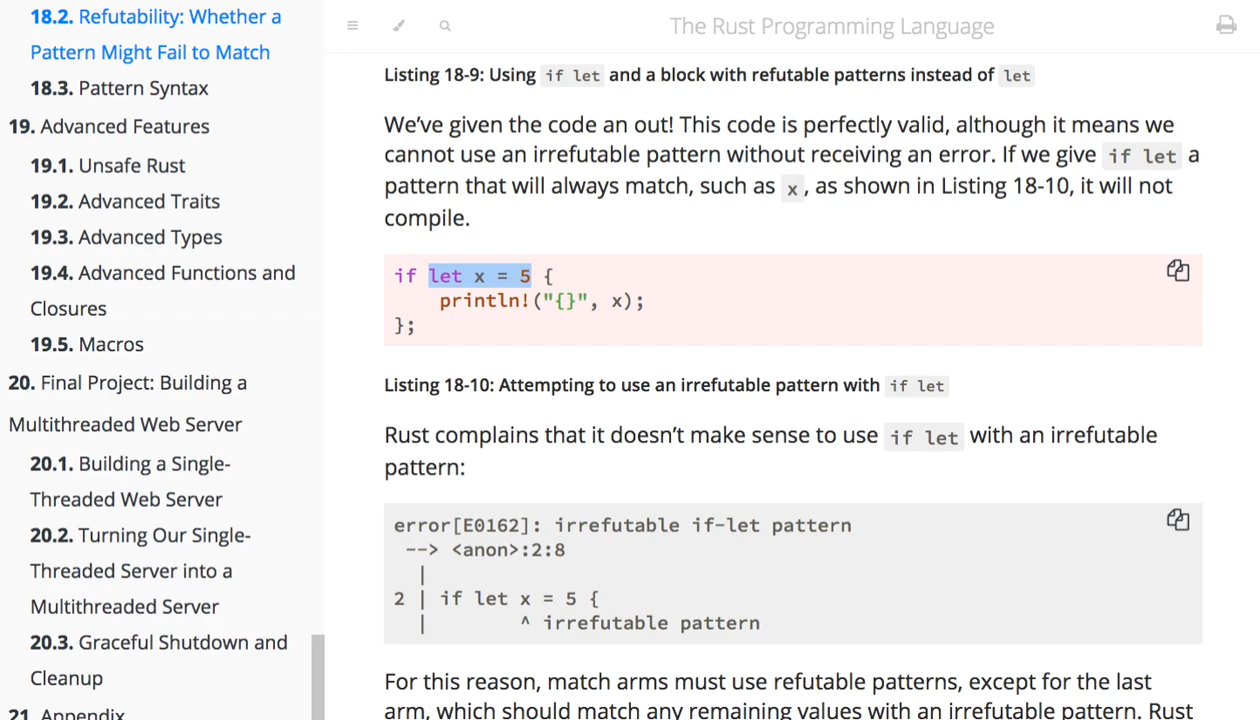 18.2. Refutability: Whether a
Pattern Might Fail to Match
18.3. Pattern Syntax
19. Advanced Features
19.1. Unsafe Rust
19.2. Advanced Traits
19.3. Advanced Types
19.4. Advanced Functions and
Closures
19.5. Macros
20. Final Project: Building a
Multithreaded Web Server
20.1. Building a Single-
Threaded Web Server
20.2. Turning Our Single-
Threaded Server into a
Multithreaded Server
20.3. Graceful Shutdown and
Cleanup
21. Appendix
The Rust Programming Language
Listing 18-9: Using if let and a block with refutable patterns instead of let
We’ve given the code an out! This code is perfectly valid, although it means we
cannot use an irrefutable pattern without receiving an error. If we give if let a
pattern that will always match, such as x, as shown in Listing 18-10, it will not
compile.
if let x = 5 {
    println!("{}", x);
};
Listing 18-10: Attempting to use an irrefutable pattern with if let
Rust complains that it doesn’t make sense to use if let with an irrefutable
pattern:
error[E0162]: irrefutable if-let pattern
 --> <anon>:2:8
  |
2 | if let x = 5 {
  |        ^ irrefutable pattern
For this reason, match arms must use refutable patterns, except for the last
arm, which should match any remaining values with an irrefutable pattern. Rust